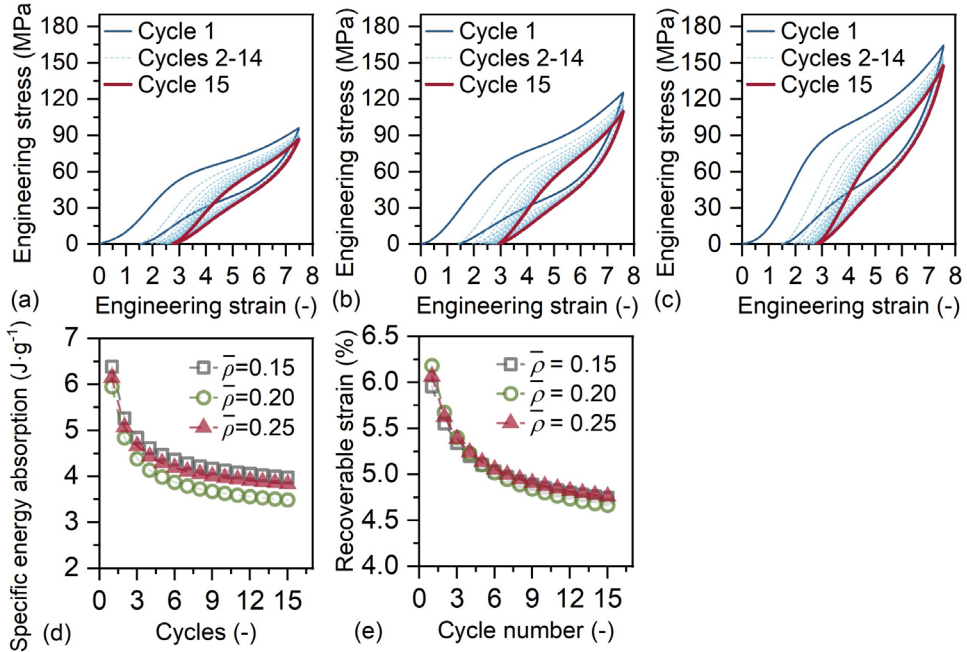 Engineering stress (MPa)
180
150
120
90
60
30
0
Cycle 1
Cycles 2-14
Cycle 15
0 1 2 3 4 5 6 7 8
(a) Engineering strain (-)
Engineering stress (MPa)
180
150
120
90
60
30
0
Cycle 1
Cycles 2-14
Cycle 15
0 1 2 3 4 5 6 7 8
(b) Engineering strain (-)
Engineering stress (MPa)
180
150
120
90
60
30
0
Cycle 1
Cycles 2-14
Cycle 15
0 1 2 3 4 5 6 7 8
(c) Engineering strain (-)
Specific energy absorption (J·g⁻¹)
7
6
5
4
3
2
ρ̅=0.15
ρ̅=0.20
ρ̅=0.25
0 3 6 9 12 15
(d) Cycles (-)
Recoverable strain (%)
6.5
6.0
5.5
5.0
4.5
4.0
ρ̅ = 0.15
ρ̅ = 0.20
ρ̅ = 0.25
0 3 6 9 12 15
(e) Cycle number (-)